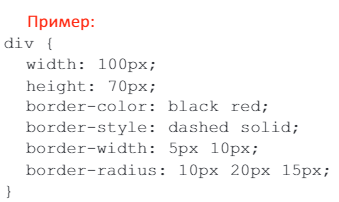 Пример:
div {
  width: 100px;
  height: 70px;
  border-color: black red;
  border-style: dashed solid;
  border-width: 5px 10px;
  border-radius: 10px 20px 15px;
}